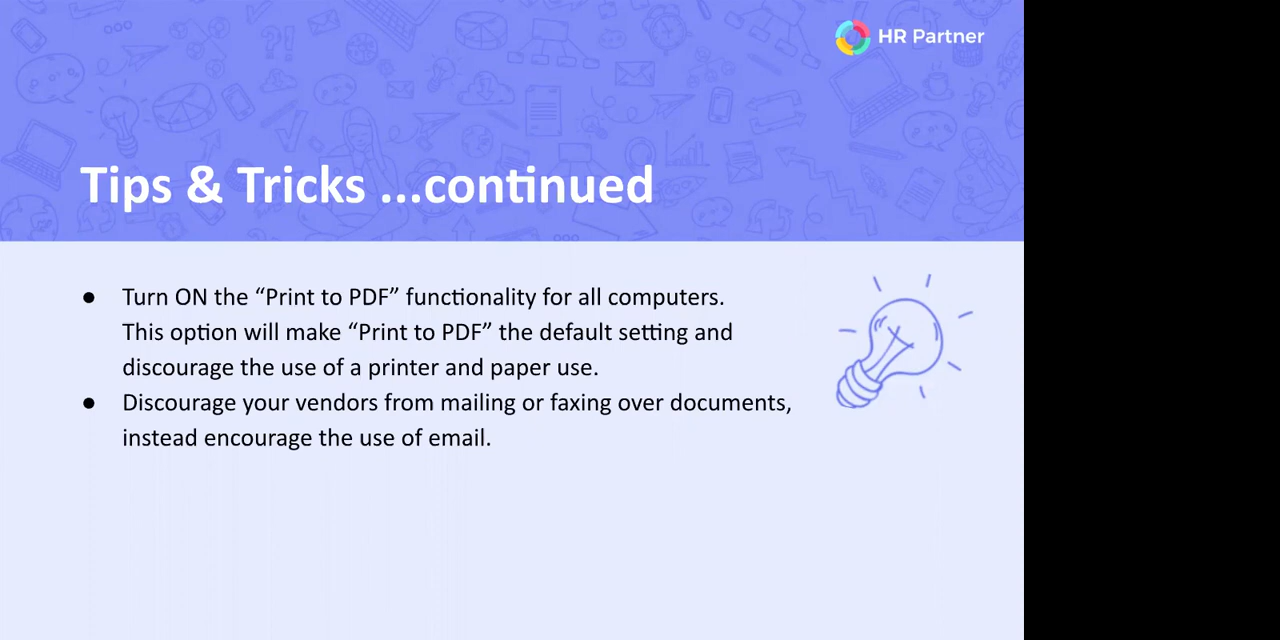 HR Partner
Tips & Tricks ...continued
● Turn ON the “Print to PDF” functionality for all computers.
This option will make “Print to PDF” the default setting and
discourage the use of a printer and paper use.
● Discourage your vendors from mailing or faxing over documents,
instead encourage the use of email.